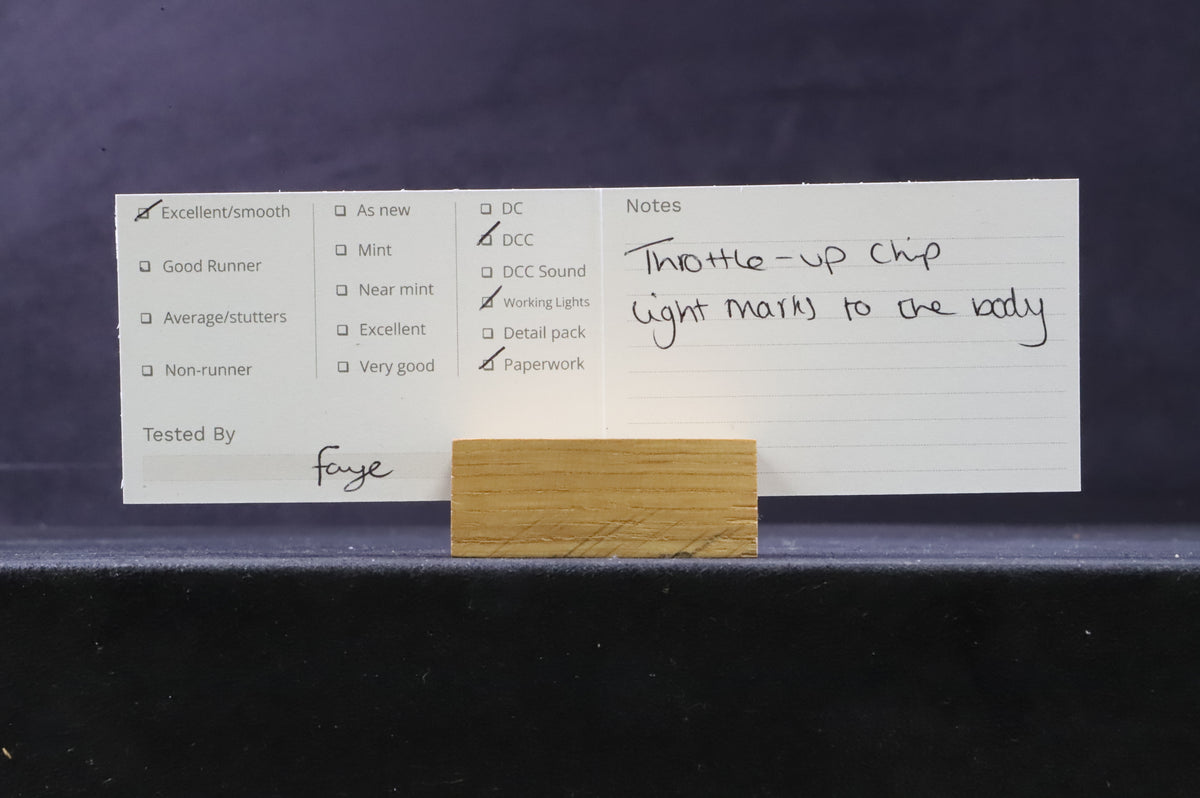 Excellent/smooth
Good Runner
Average/stutters
Non-runner
As new
Mint
Near mint
Excellent
Very good
DC
DCC
DCC Sound
Working Lights
Detail pack
Paperwork
Tested By
faye
Notes
Throttle-up Chip
light marks to the body